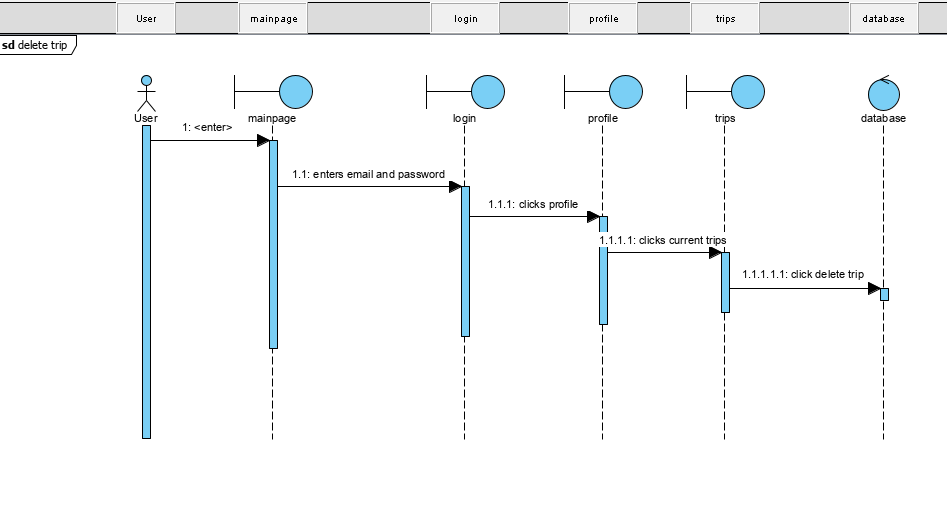 User mainpage login profile trips database
sd delete trip
User mainpage login profile trips database
1: <enter>
1.1: enters email and password
1.1.1: clicks profile
1.1.1.1: clicks current trips
1.1.1.1.1: click delete trip